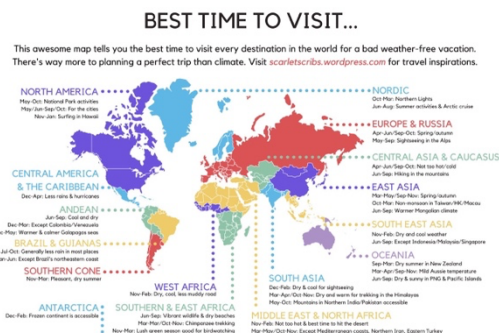 BEST TIME TO VISIT...
This awesome map tells you the best time to visit every destination in the world for a bad weather-free vacation.
There's way more to planning a perfect trip than climate. Visit scarletscribs.wordpress.com for travel inspirations.
NORTH AMERICA
May-Oct: National Park activities
May/Jun-Sep/Oct: For the cities
Nov-Jan: Surfing in Hawaii
NORDIC
Oct-Mar: Northern Lights
Jun-Aug: Summer activities & Arctic cruise
EUROPE & RUSSIA
Apr-Jun/Sep-Oct: Spring/autumn
May-Sep: Sightseeing in the Alps
CENTRAL ASIA & CAUCASUS
Apr-Jun/Sep-Oct: Not too hot/cold
Jun-Sep: Hiking in the mountains
CENTRAL AMERICA
& THE CARIBBEAN
Dec-Apr: Less rains & hurricanes
EAST ASIA
Mar-May/Sep-Nov: Spring/autumn
Oct-Mar: Non-monsoon in Taiwan/HK/Macau
Jun-Sep: Warmer Mongolian climate
ANDEAN
Jun-Sep: Cool and dry
Dec-Mar: Except Colombia/Venezuela
c-May: Warmer & calmer Galapagos seas
SOUTH EAST ASIA
Nov-Feb: Dry and cool weather
Jun-Sep: Except Indonesia/Malaysia/Singapore
BRAZIL & GUIANAS
Jul-Oct: Generally less rain in most places
an-Jun: Except Brazil's northeastern coast
OCEANIA
Sep-Mar: Dry summer in New Zealand
Mar-Apr/Sep-Nov: Mild Aussie temperature
Jun-Sep: Dry & sunny in PNG & Pacific Islands
SOUTHERN CONE
Nov-Mar: Pleasant, dry summer
WEST AFRICA
Nov-Feb: Dry, cool, less muddy road
SOUTH ASIA
Dec-Feb: Dry & cool for sightseeing
Mar-Apr/Oct-Nov: Dry and warm for trekking in the Himalayas
May-Oct: Mountains in Northern India/Pakistan accessible
ANTARCTICA
Dec-Feb: Frozen continent is accessible
SOUTHERN & EAST AFRICA
Jun-Sep: Vibrant wildlife & dry beaches
Mar-May/Oct-Nov: Chimpanzee trekking
Nov-Mar: Lush green season good for birdwatching
MIDDLE EAST & NORTH AFRICA
Nov-Feb: Not too hot & best time to hit the desert
Mar-May/Oct-Nov: Except Mediterranean coasts, Northern Iran, Eastern Turkey